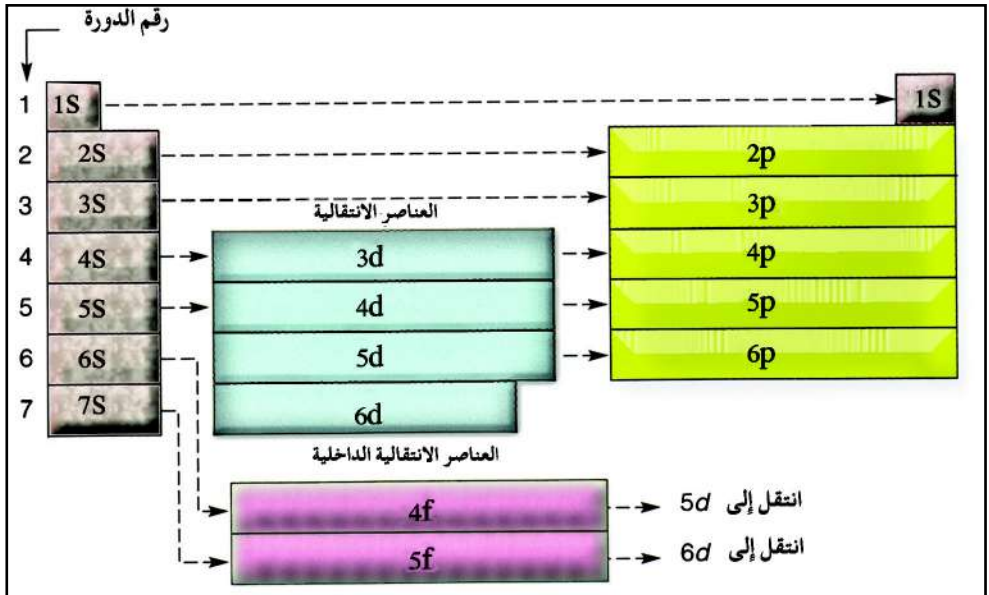 رقم الدورة
1 1S 1S
2 2S 2p
3 3S 3p
العناصر الانتقالية
4 4S 3d 4p
5 5S 4d 5p
6 6S 5d 6p
7 7S 6d
العناصر الانتقالية الداخلية
4f انتقل إلى 5d
5f انتقل إلى 6d